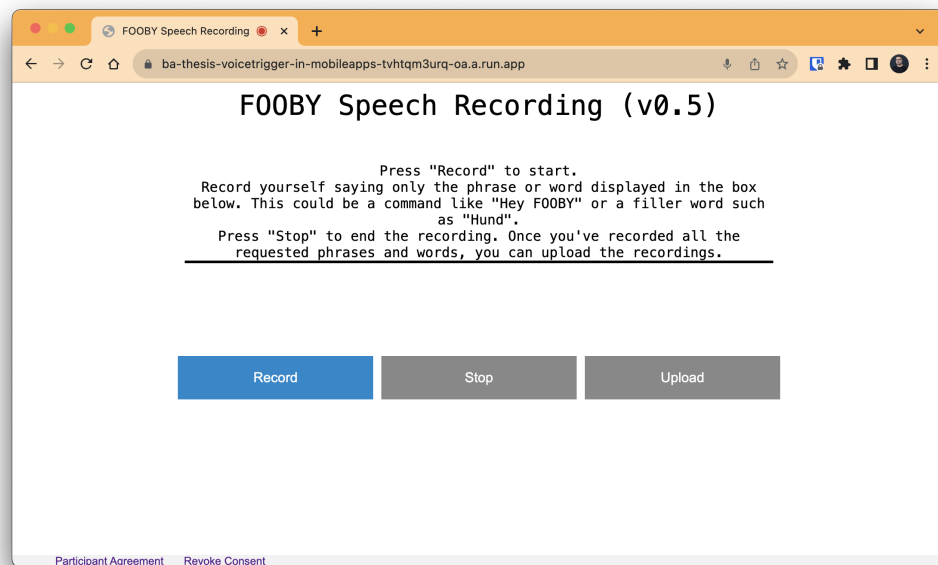 FOOBY Speech Recording
ba-thesis-voicetrigger-in-mobileapps-tvhtqm3urq-oa.a.run.app
FOOBY Speech Recording (v0.5)
Press "Record" to start.
Record yourself saying only the phrase or word displayed in the box
below. This could be a command like "Hey FOOBY" or a filler word such
as "Hund".
Press "Stop" to end the recording. Once you've recorded all the
requested phrases and words, you can upload the recordings.
Record Stop Upload
Participant Agreement Revoke Consent